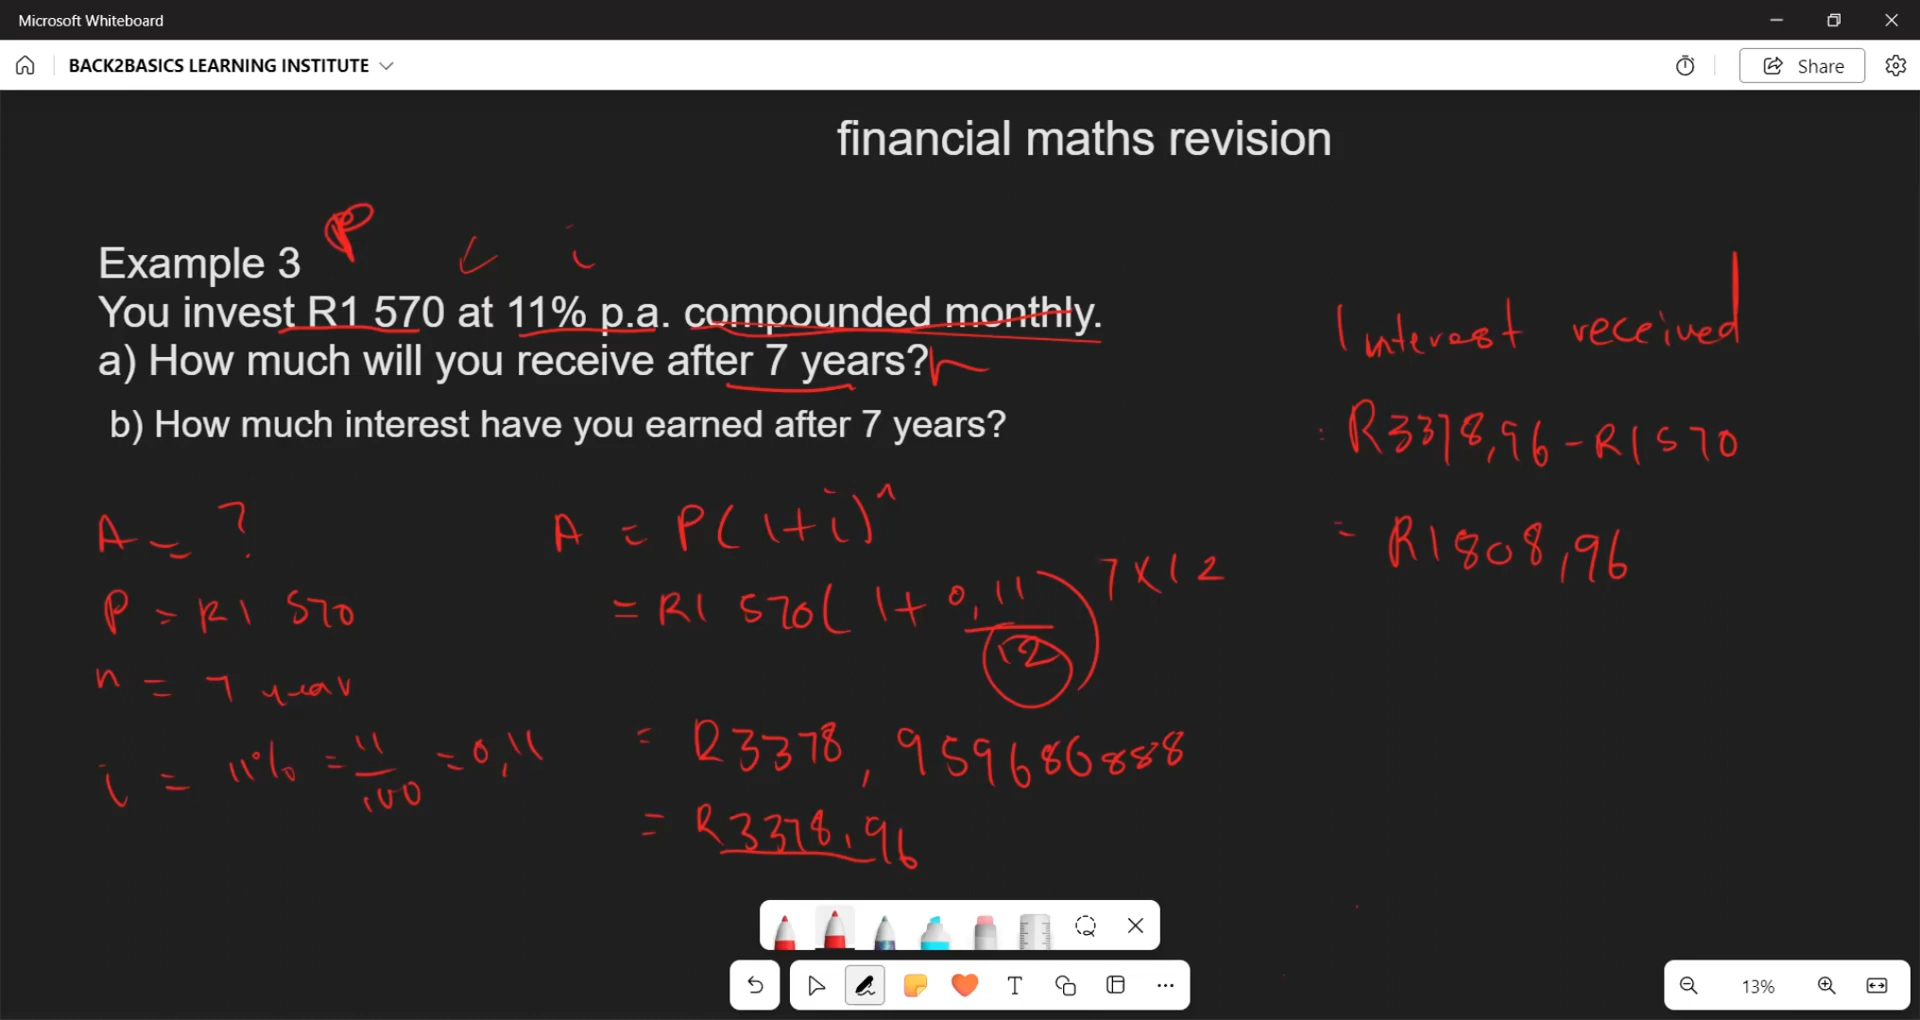 Microsoft Whiteboard
BACK2BASICS LEARNING INSTITUTE
Share
financial maths revision
P
i
Example 3
You invest R1 570 at 11% p.a. compounded monthly.
a) How much will you receive after 7 years?
b) How much interest have you earned after 7 years?
A = ?
P = R1 570
n = 7 year
i = 11% = 11/100 = 0,11
A = P(1+i)^n
= R1 570(1+ 0,11/12)^7×12
= R3378,959686888
= R3378,96
Interest received
= R3378,96 - R1570
= R1808,96
T
13%